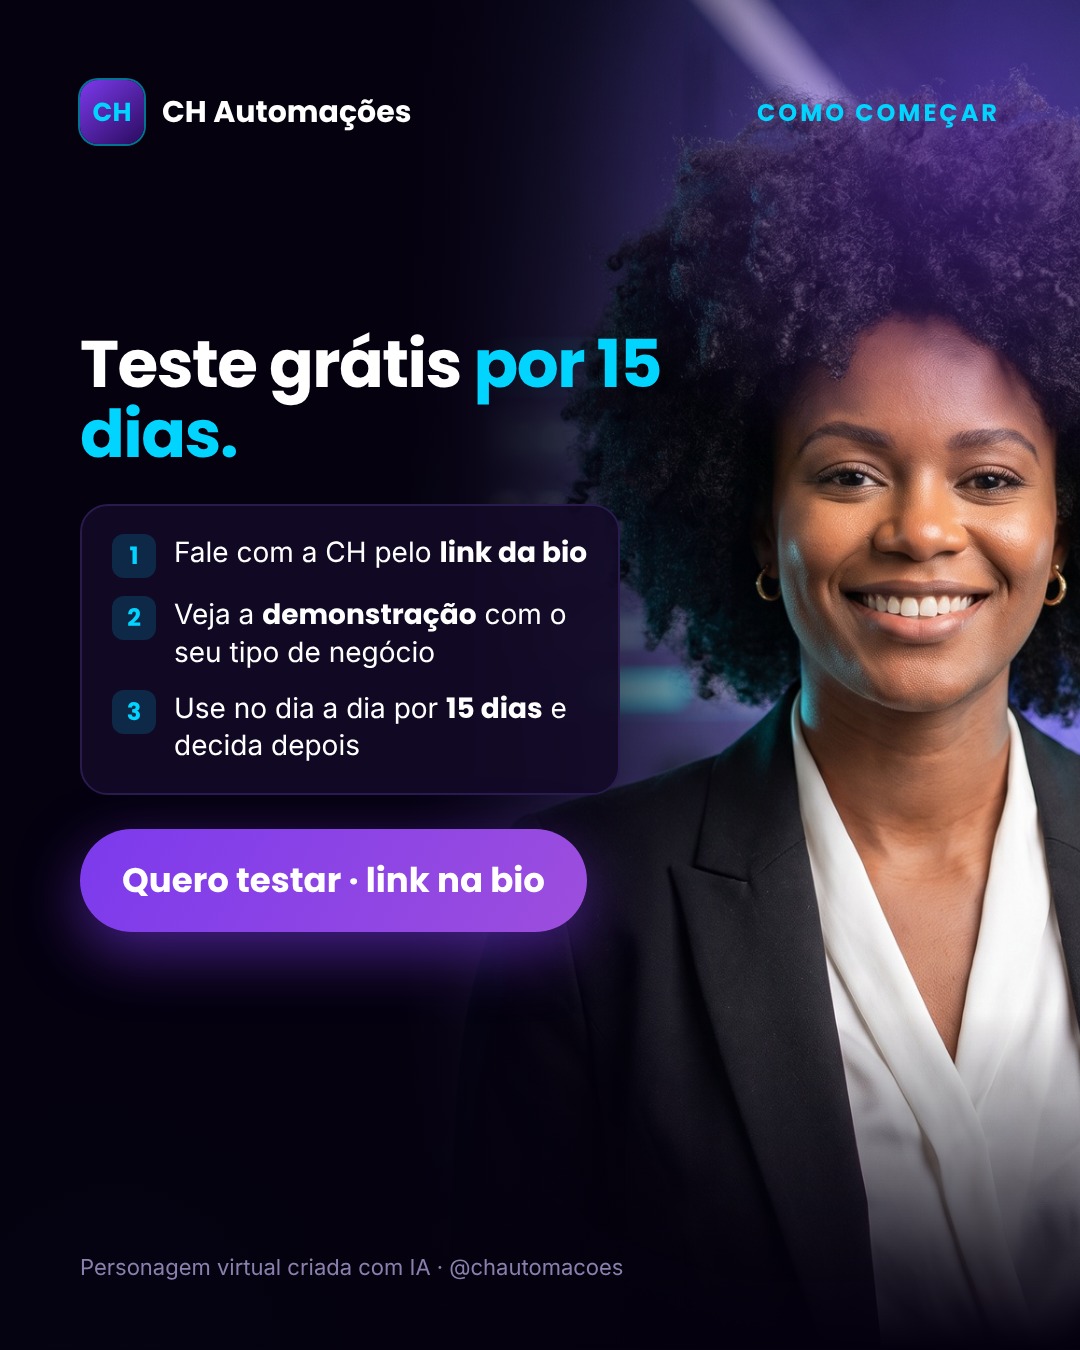 CH
CH Automações
COMO COMEÇAR
Teste grátis por 15
dias.
1
Fale com a CH pelo link da bio
2
Veja a demonstração com o
seu tipo de negócio
3
Use no dia a dia por 15 dias e
decida depois
Quero testar · link na bio
Personagem virtual criada com IA · @chautomacoes